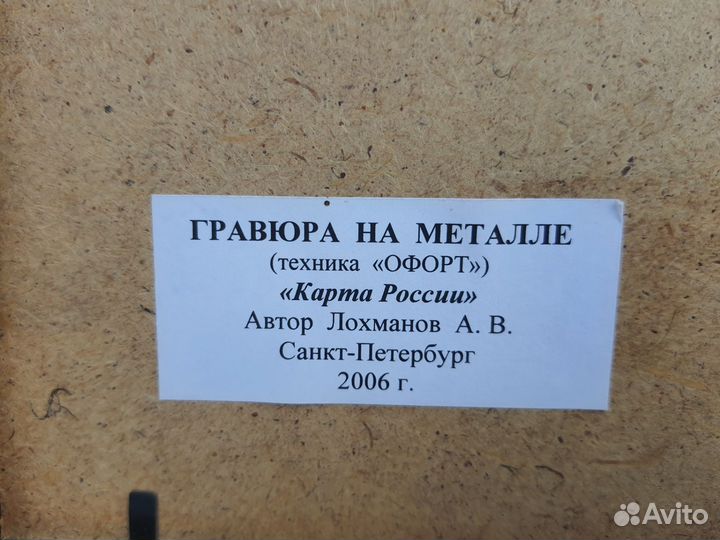 ГРАВЮРА НА МЕТАЛЛЕ
(техника «ОФОРТ»)
«Карта России»
Автор Лохманов А. В.
Санкт-Петербург
2006 г.
Avito